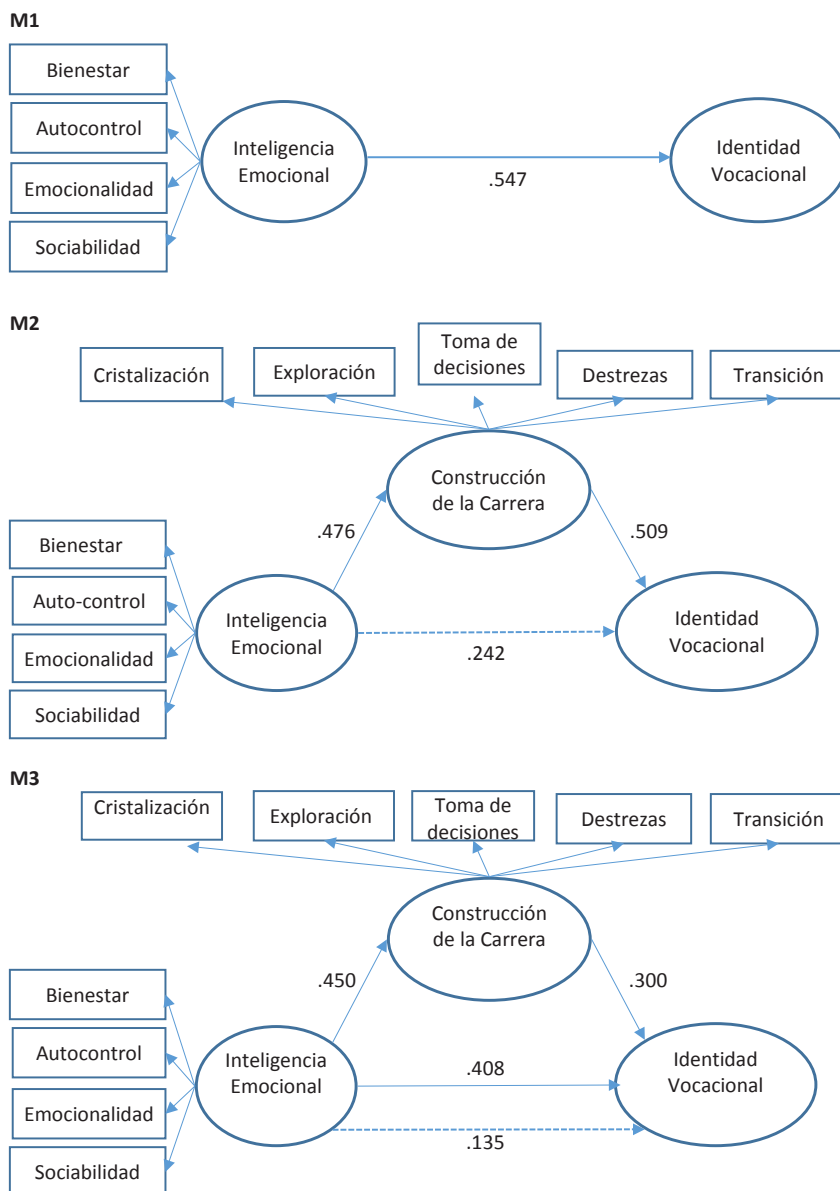 M1
Bienestar
Autocontrol
Emocionalidad
Sociabilidad
Inteligencia
Emocional
.547
Identidad
Vocacional
M2
Cristalización
Exploración
Toma de
decisiones
Destrezas
Transición
Construcción
de la Carrera
.476
.509
Bienestar
Auto-control
Emocionalidad
Sociabilidad
Inteligencia
Emocional
.242
Identidad
Vocacional
M3
Cristalización
Exploración
Toma de
decisiones
Destrezas
Transición
Construcción
de la Carrera
.450
.300
Bienestar
Autocontrol
Emocionalidad
Sociabilidad
Inteligencia
Emocional
.408
.135
Identidad
Vocacional